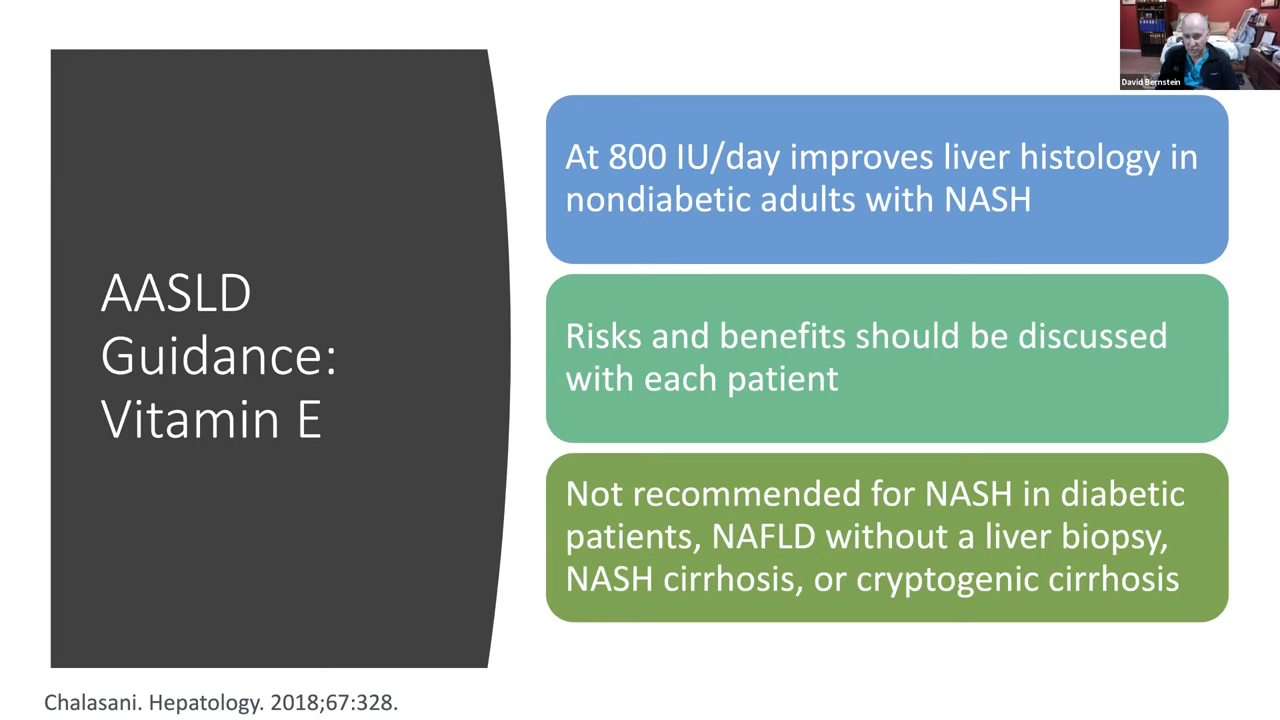 David Bernstein
At 800 IU/day improves liver histology in
nondiabetic adults with NASH
AASLD
Guidance:
Vitamin E
Risks and benefits should be discussed
with each patient
Not recommended for NASH in diabetic
patients, NAFLD without a liver biopsy,
NASH cirrhosis, or cryptogenic cirrhosis
Chalasani. Hepatology. 2018;67:328.